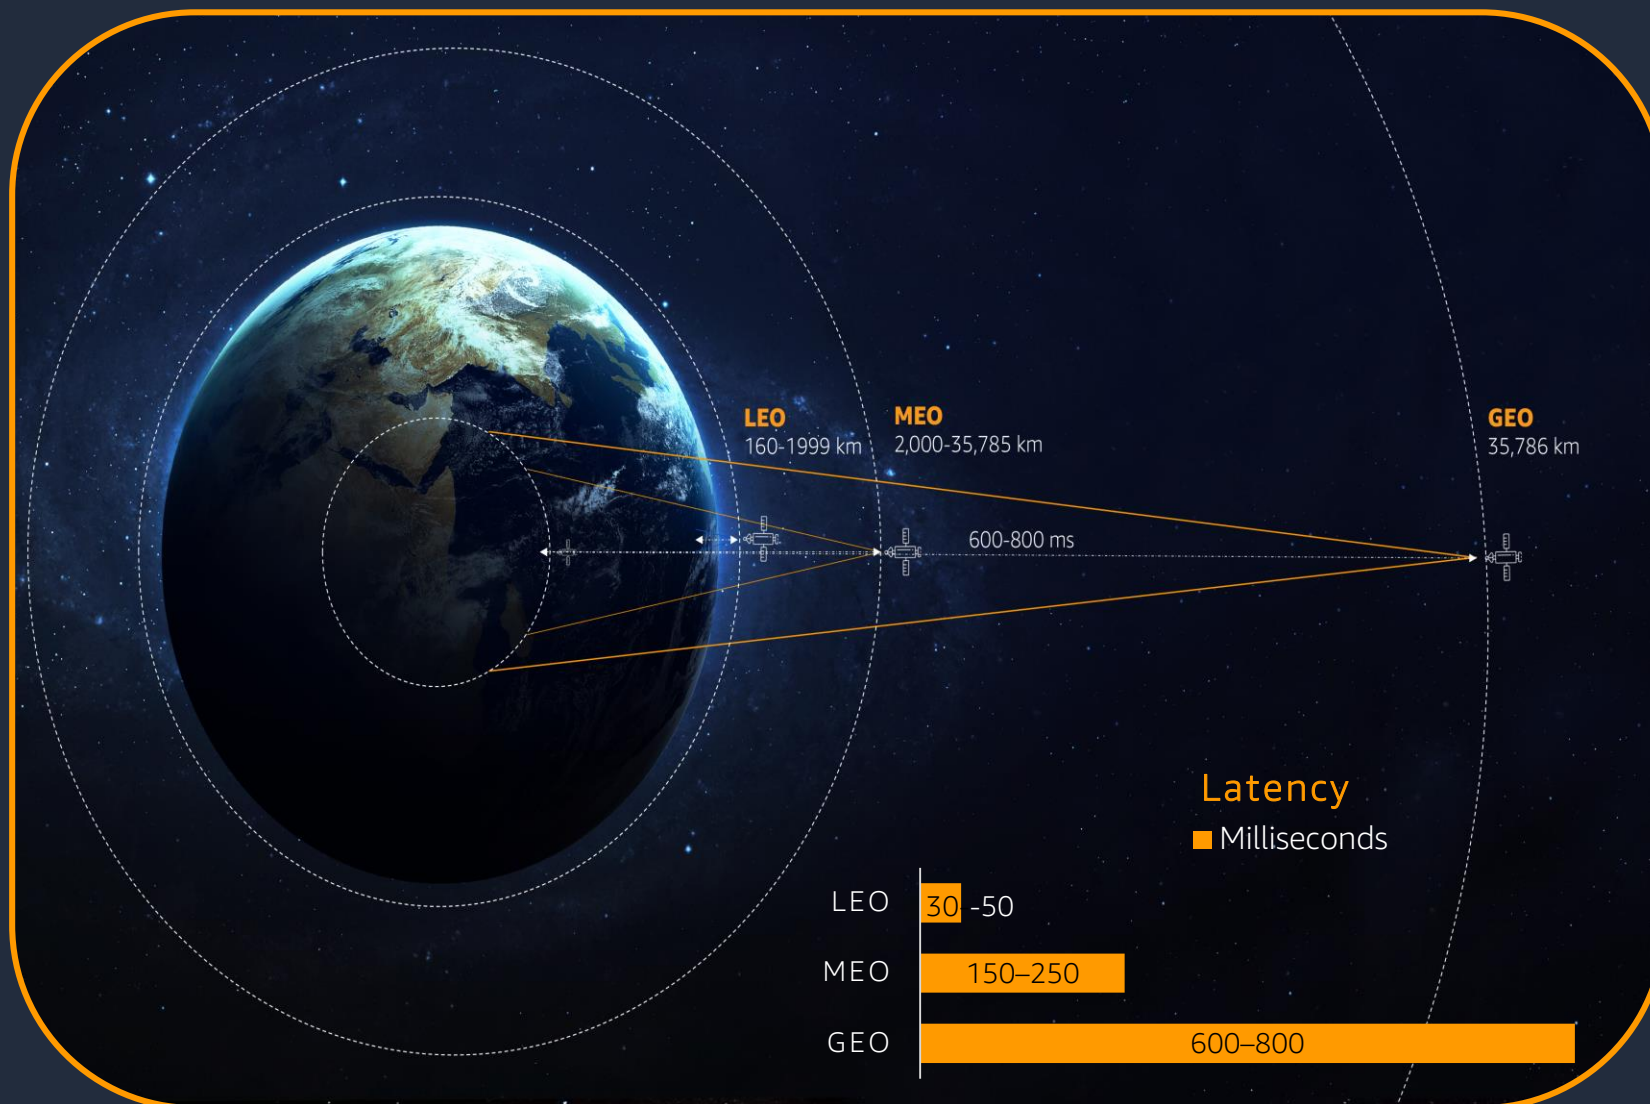 LEO
160-1999 km
MEO
2,000-35,785 km
GEO
35,786 km
600-800 ms
Latency
Milliseconds
LEO 30 -50
MEO 150–250
GEO 600–800